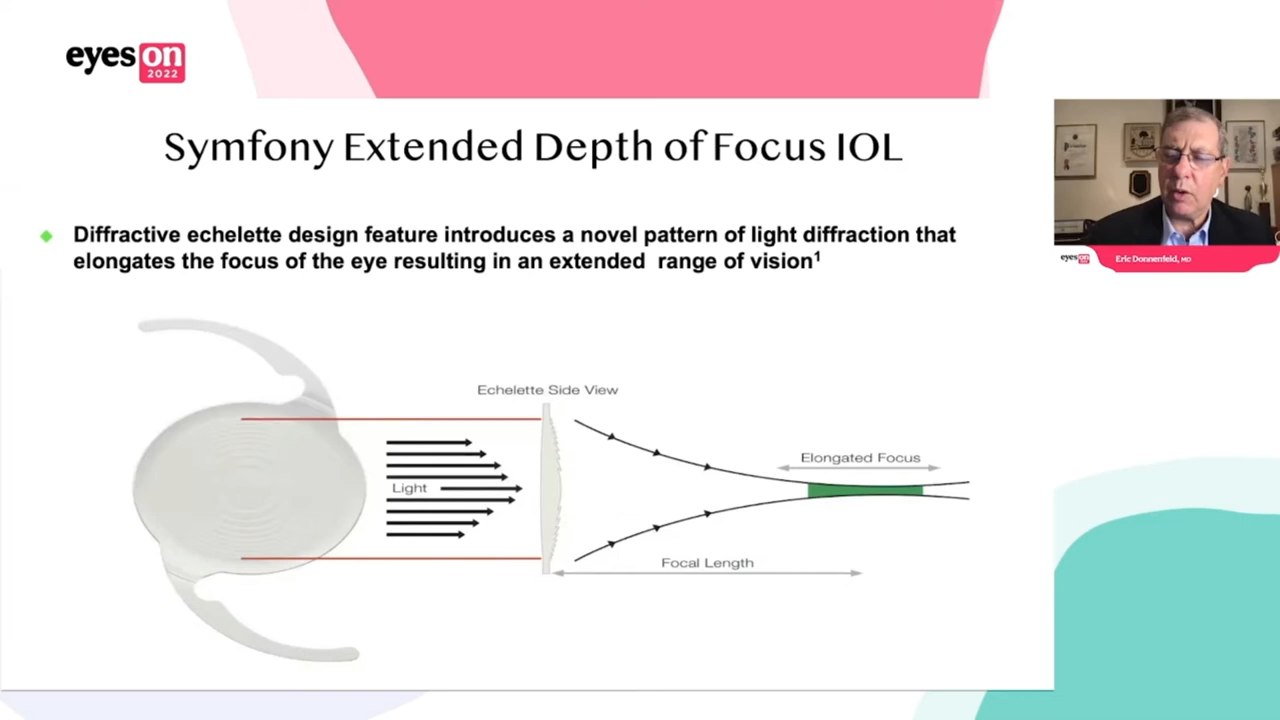 eyes on
2022
Symfony Extended Depth of Focus IOL
Diffractive echelette design feature introduces a novel pattern of light diffraction that
elongates the focus of the eye resulting in an extended range of vision¹
Echelette Side View
Light
Elongated Focus
Focal Length
eyes on
Eric Donnenfeld, MD